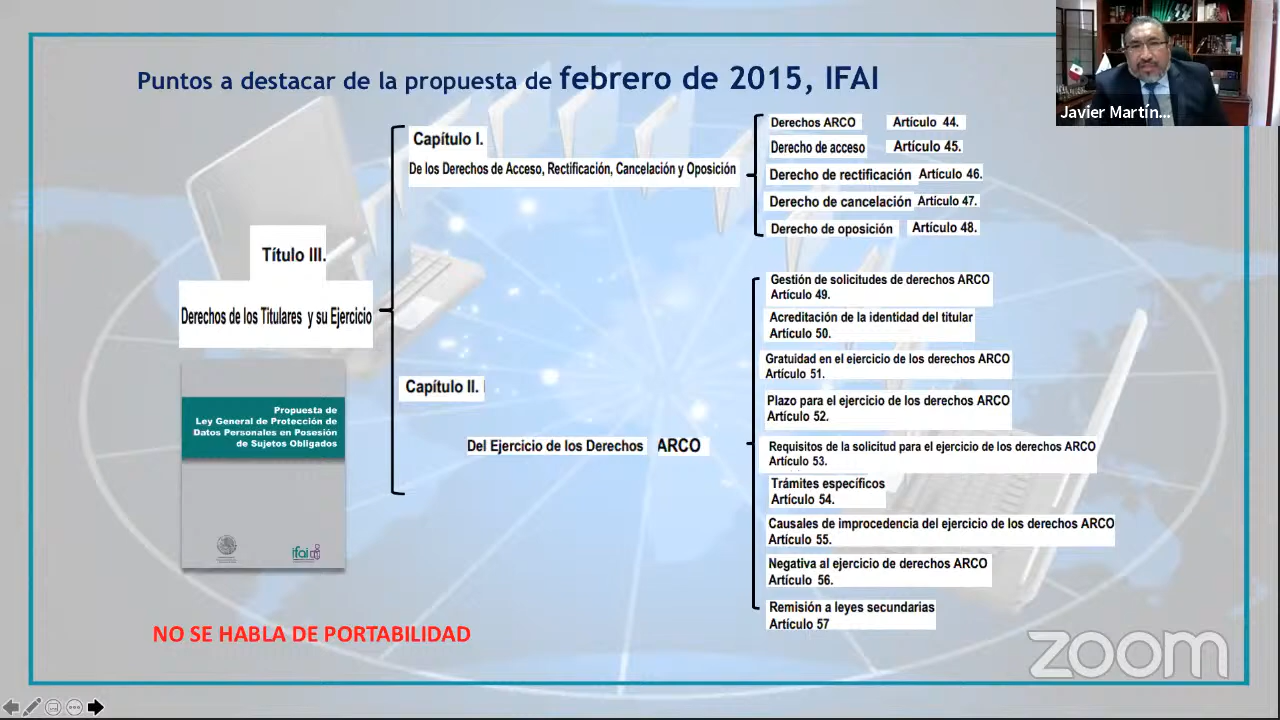 Puntos a destacar de la propuesta de febrero de 2015, IFAI
Javier Martín...
Título III.
Derechos de los Titulares y su Ejercicio
Capítulo I.
De los Derechos de Acceso, Rectificación, Cancelación y Oposición
Derechos ARCO Artículo 44.
Derecho de acceso Artículo 45.
Derecho de rectificación Artículo 46.
Derecho de cancelación Artículo 47.
Derecho de oposición Artículo 48.
Capítulo II.
Del Ejercicio de los Derechos ARCO
Gestión de solicitudes de derechos ARCO
Artículo 49.
Acreditación de la identidad del titular
Artículo 50.
Gratuidad en el ejercicio de los derechos ARCO
Artículo 51.
Plazo para el ejercicio de los derechos ARCO
Artículo 52.
Requisitos de la solicitud para el ejercicio de los derechos ARCO
Artículo 53.
Trámites específicos
Artículo 54.
Causales de improcedencia del ejercicio de los derechos ARCO
Artículo 55.
Negativa al ejercicio de derechos ARCO
Artículo 56.
Remisión a leyes secundarias
Artículo 57
Propuesta de
Ley General de Protección de
Datos Personales en Posesión
de Sujetos Obligados
ifai
NO SE HABLA DE PORTABILIDAD
zoom